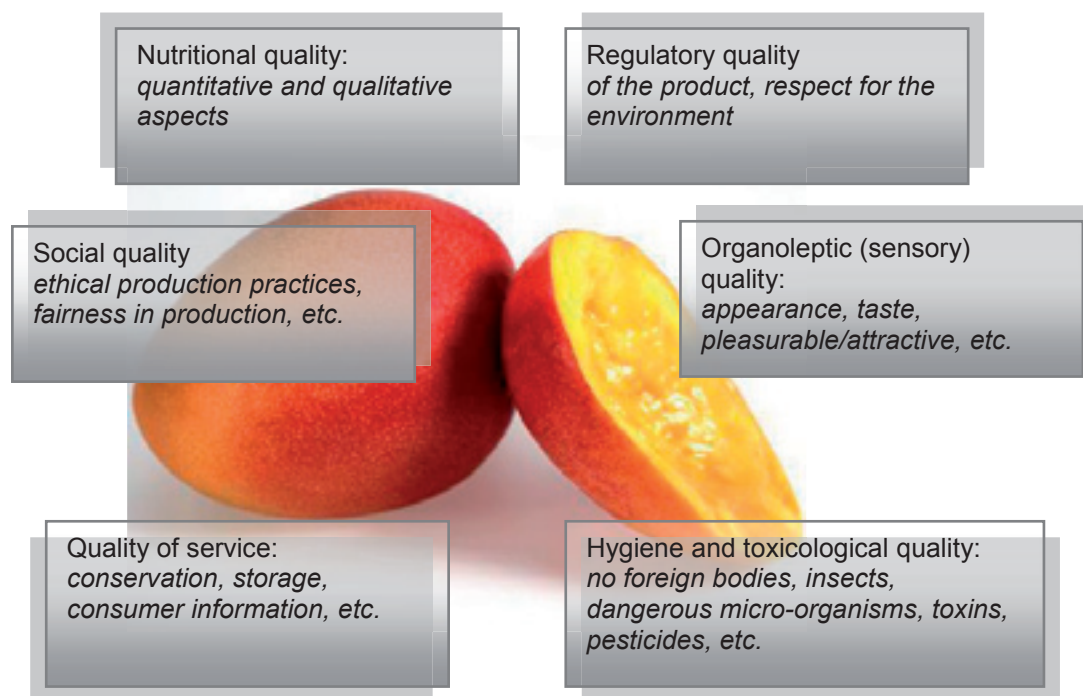 Nutritional quality:
quantitative and qualitative
aspects
Regulatory quality
of the product, respect for the
environment
Social quality
ethical production practices,
fairness in production, etc.
Organoleptic (sensory)
quality:
appearance, taste,
pleasurable/attractive, etc.
Quality of service:
conservation, storage,
consumer information, etc.
Hygiene and toxicological quality:
no foreign bodies, insects,
dangerous micro-organisms, toxins,
pesticides, etc.